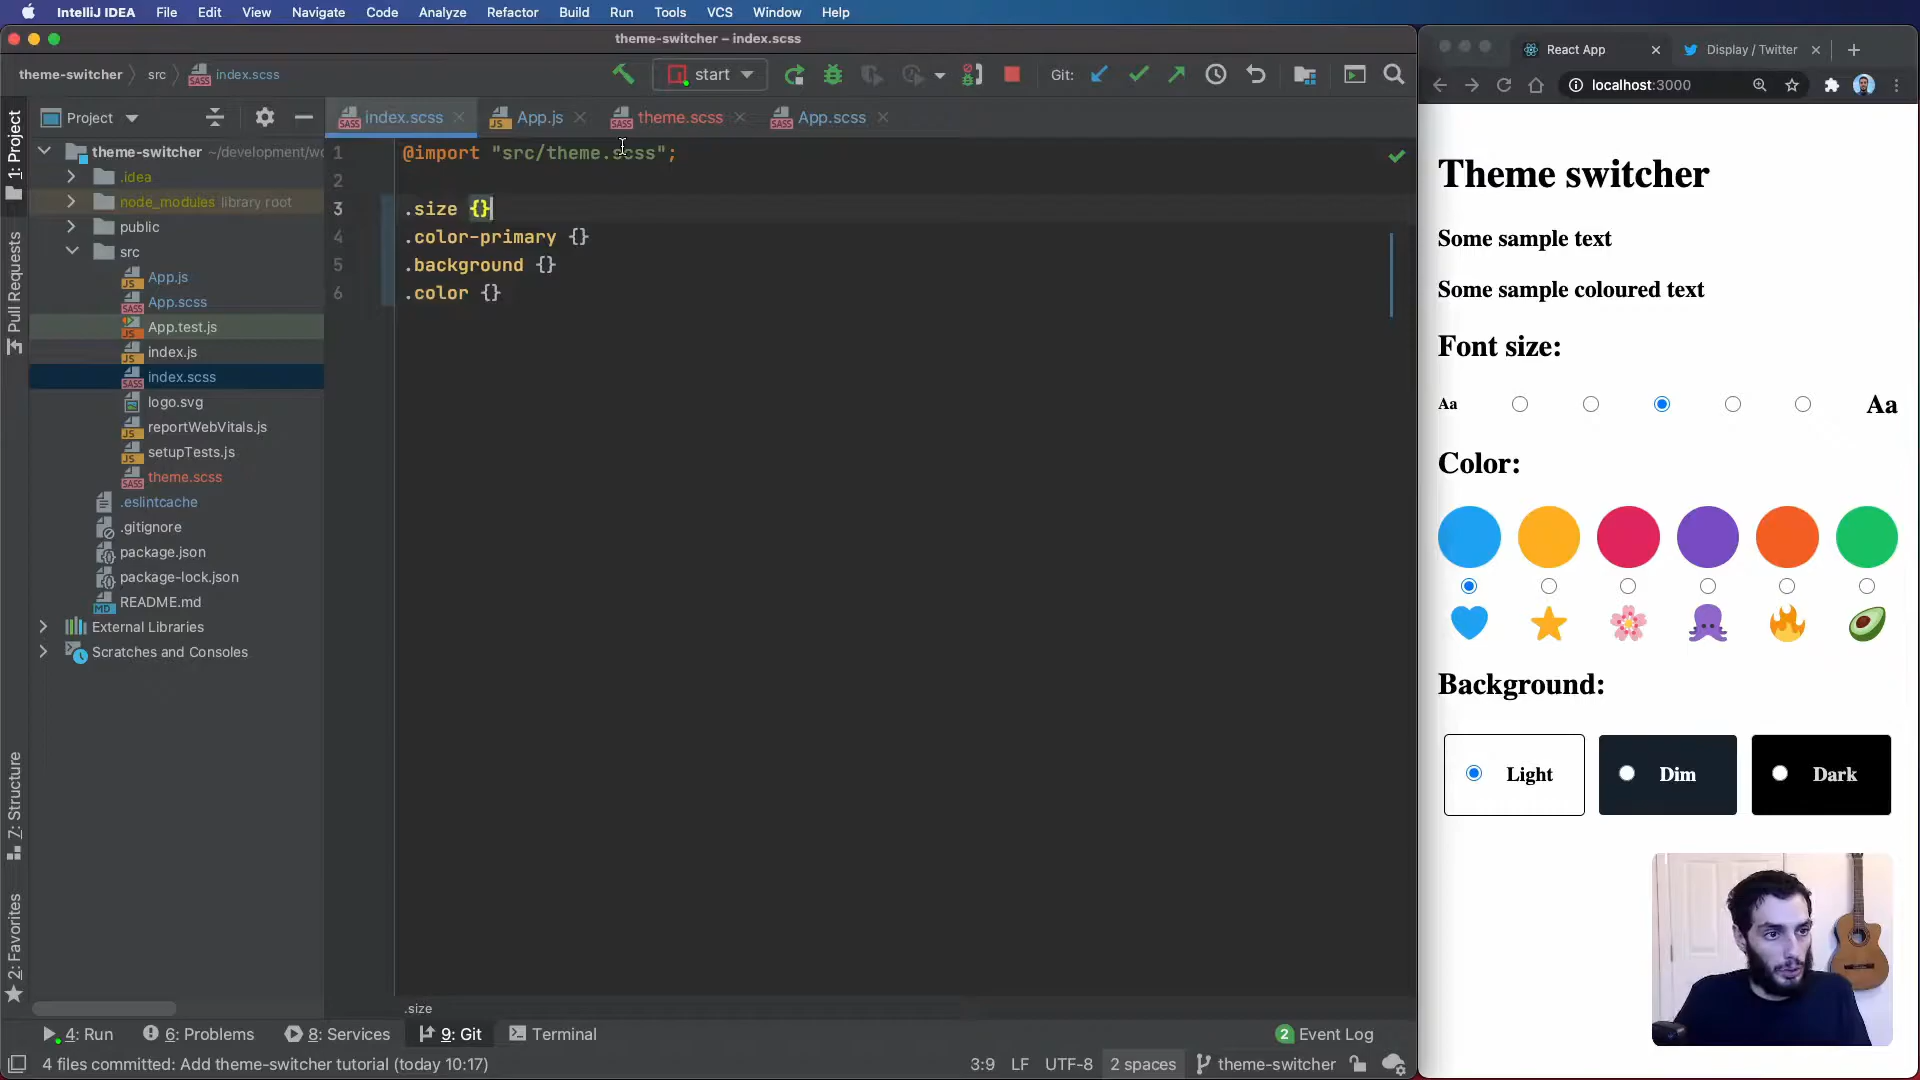 IntelliJ IDEA File Edit View Navigate Code Analyze Refactor Build Run Tools VCS Window Help
theme-switcher – index.scss
theme-switcher src index.scss
start
Git:
Project
index.scss
App.js
theme.scss
App.scss
1: Project
Pull Requests
7: Structure
2: Favorites
theme-switcher ~/development/wo
.idea
node_modules library root
public
src
App.js
App.scss
App.test.js
index.js
index.scss
logo.svg
reportWebVitals.js
setupTests.js
theme.scss
.eslintcache
.gitignore
package.json
package-lock.json
README.md
External Libraries
Scratches and Consoles
1 @import "src/theme.scss";
2
3 .size {}
4 .color-primary {}
5 .background {}
6 .color {}
.size
4: Run 6: Problems 8: Services 9: Git Terminal
2 Event Log
4 files committed: Add theme-switcher tutorial (today 10:17)
3:9 LF UTF-8 2 spaces theme-switcher
React App
Display / Twitter
localhost:3000
Theme switcher
Some sample text
Some sample coloured text
Font size:
Aa Aa
Color:
Background:
Light
Dim
Dark